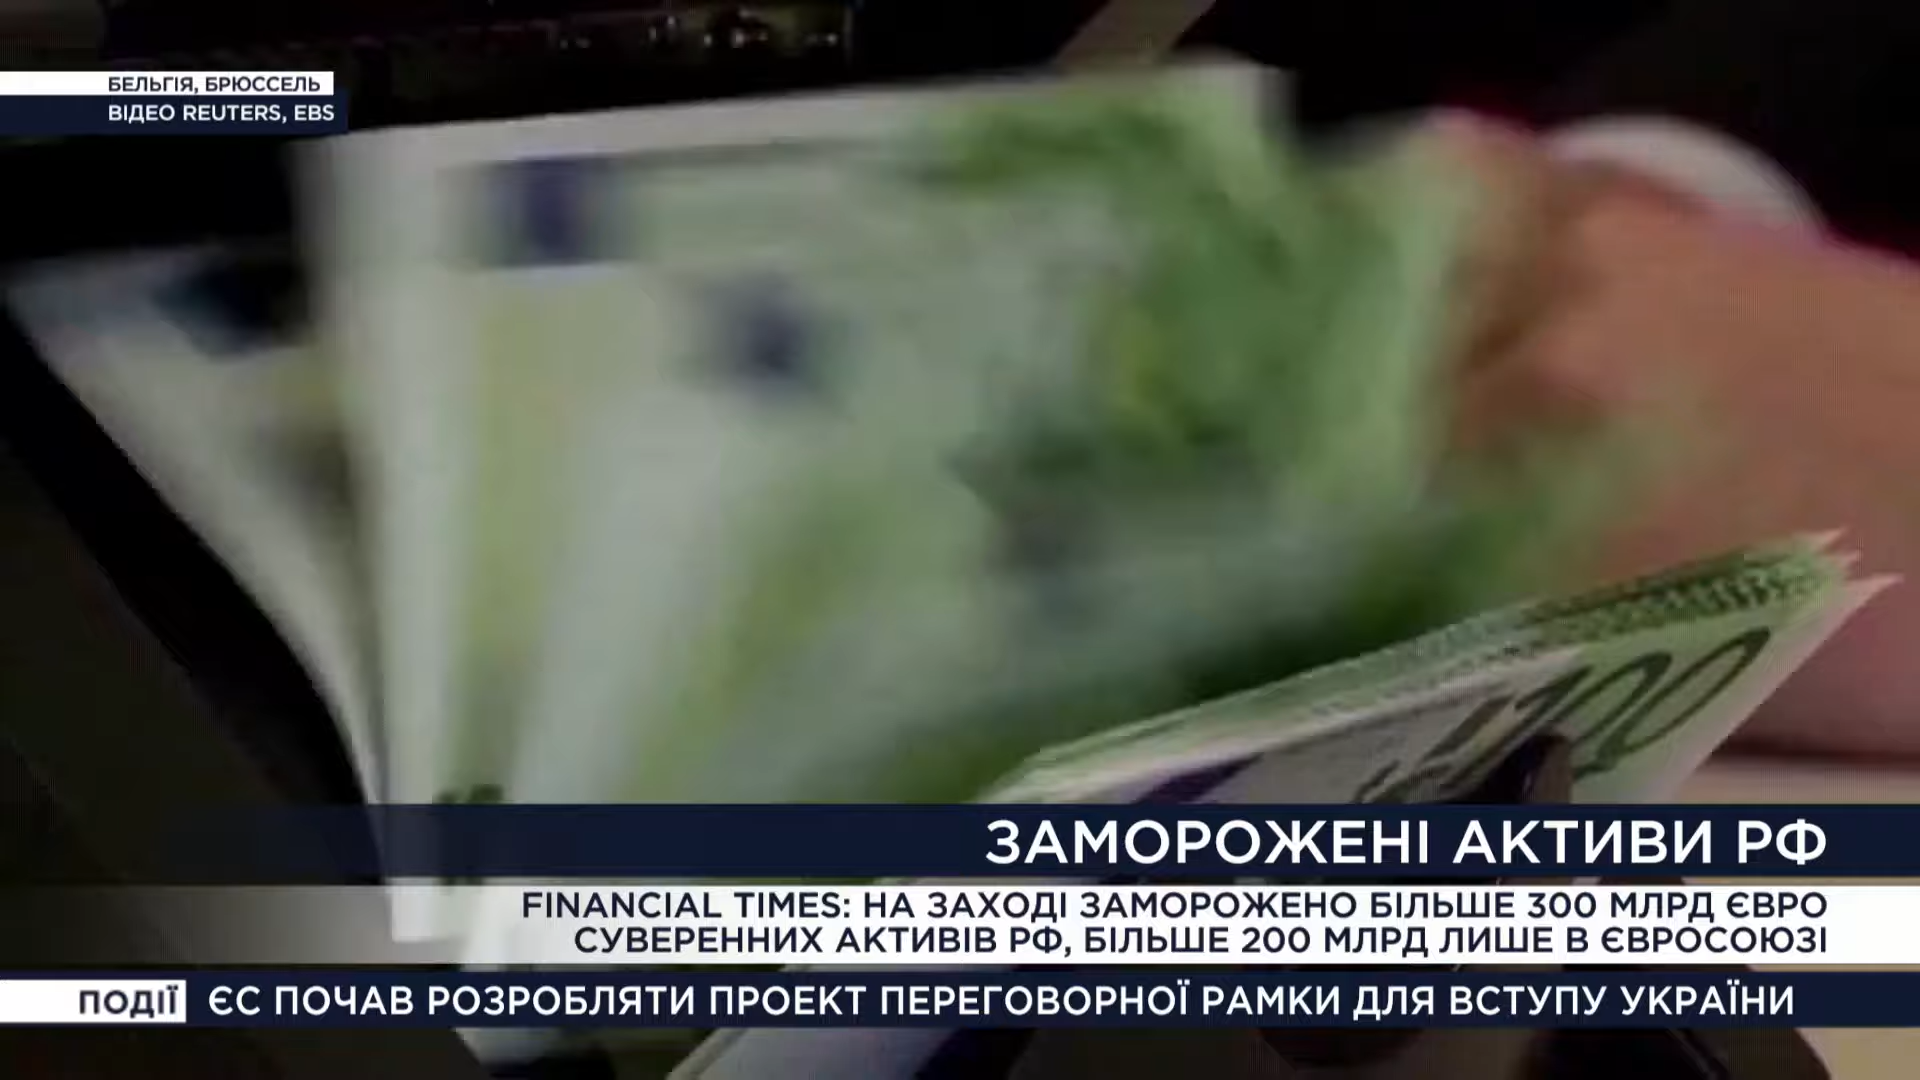 БЕЛЬГІЯ, БРЮССЕЛЬ
ВІДЕО REUTERS, EBS
100
ЗАМОРОЖЕНІ АКТИВИ РФ
FINANCIAL TIMES: НА ЗАХОДІ ЗАМОРОЖЕНО БІЛЬШЕ 300 МЛРД ЄВРО
СУВЕРЕННИХ АКТИВІВ РФ, БІЛЬШЕ 200 МЛРД ЛИШЕ В ЄВРОСОЮЗІ
ПОДІЇ ЄС ПОЧАВ РОЗРОБЛЯТИ ПРОЕКТ ПЕРЕГОВОРНОЇ РАМКИ ДЛЯ ВСТУПУ УКРАЇНИ